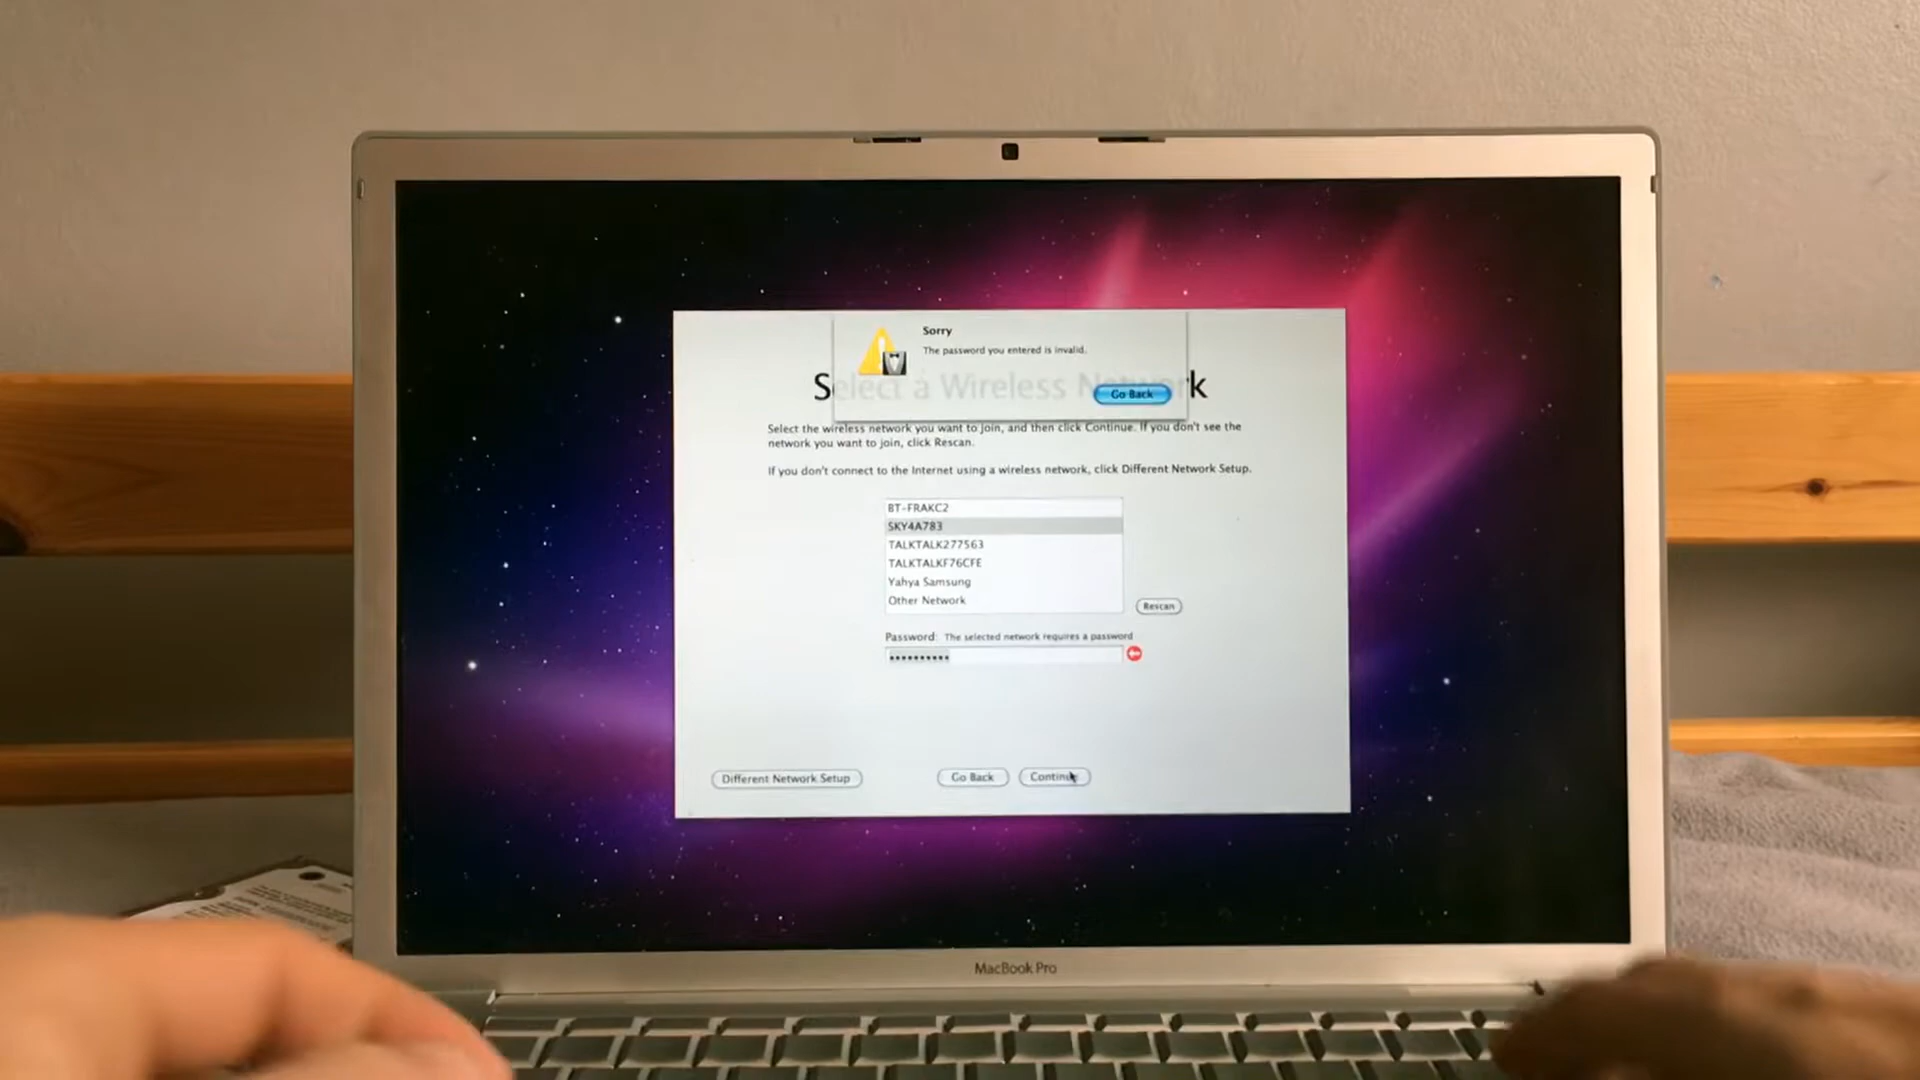 Sorry
The password you entered is invalid.
Go Back
Select a Wireless Network
Select the wireless network you want to join, and then click Continue. If you don't see the
network you want to join, click Rescan.
If you don't connect to the Internet using a wireless network, click Different Network Setup.
BT-FRAKC2
SKY4A783
TALKTALK277563
TALKTALKF76CFE
Yahya Samsung
Other Network
Rescan
Password: The selected network requires a password
Different Network Setup
Go Back
Continue
MacBook Pro